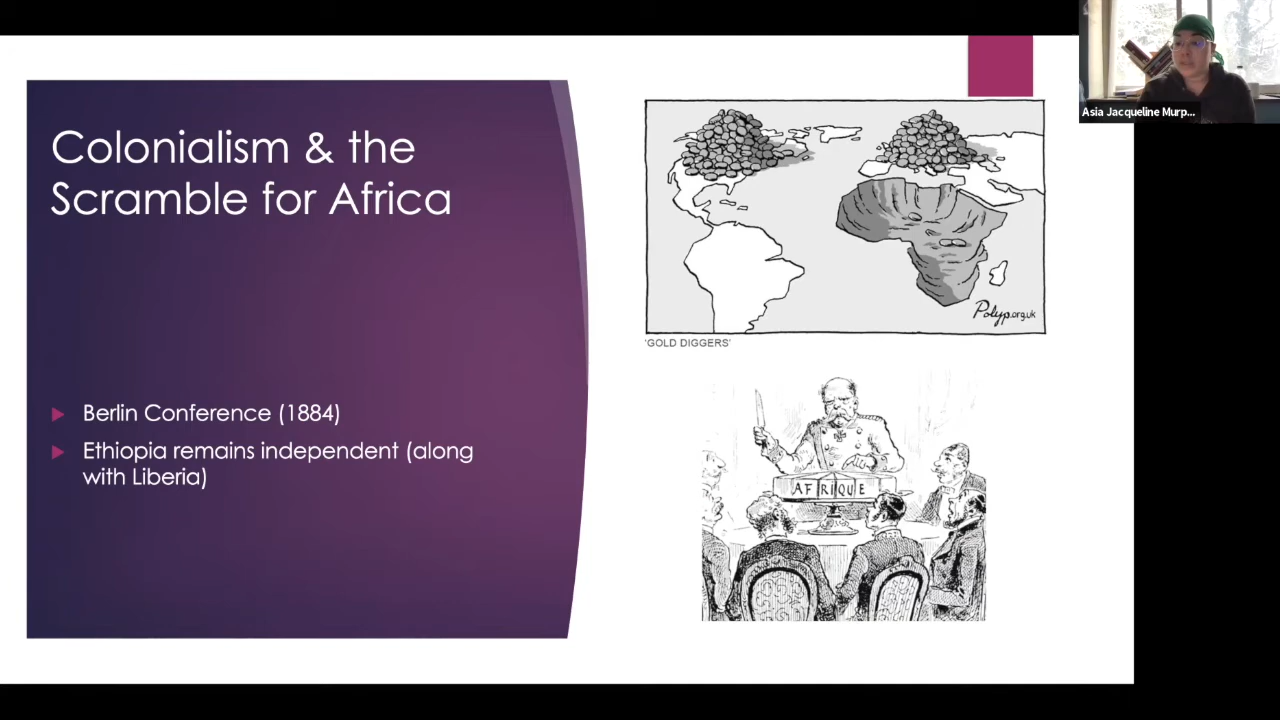 Colonialism & the
Scramble for Africa
Berlin Conference (1884)
Ethiopia remains independent (along
with Liberia)
Polyp.org.uk
'GOLD DIGGERS'
AFRIQUE
Asia Jacqueline Murp...